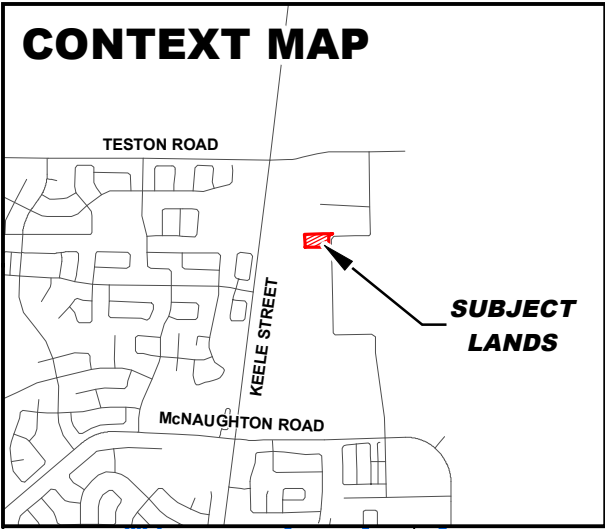 CONTEXT MAP
TESTON ROAD
KEELE STREET
SUBJECT
LANDS
McNAUGHTON ROAD